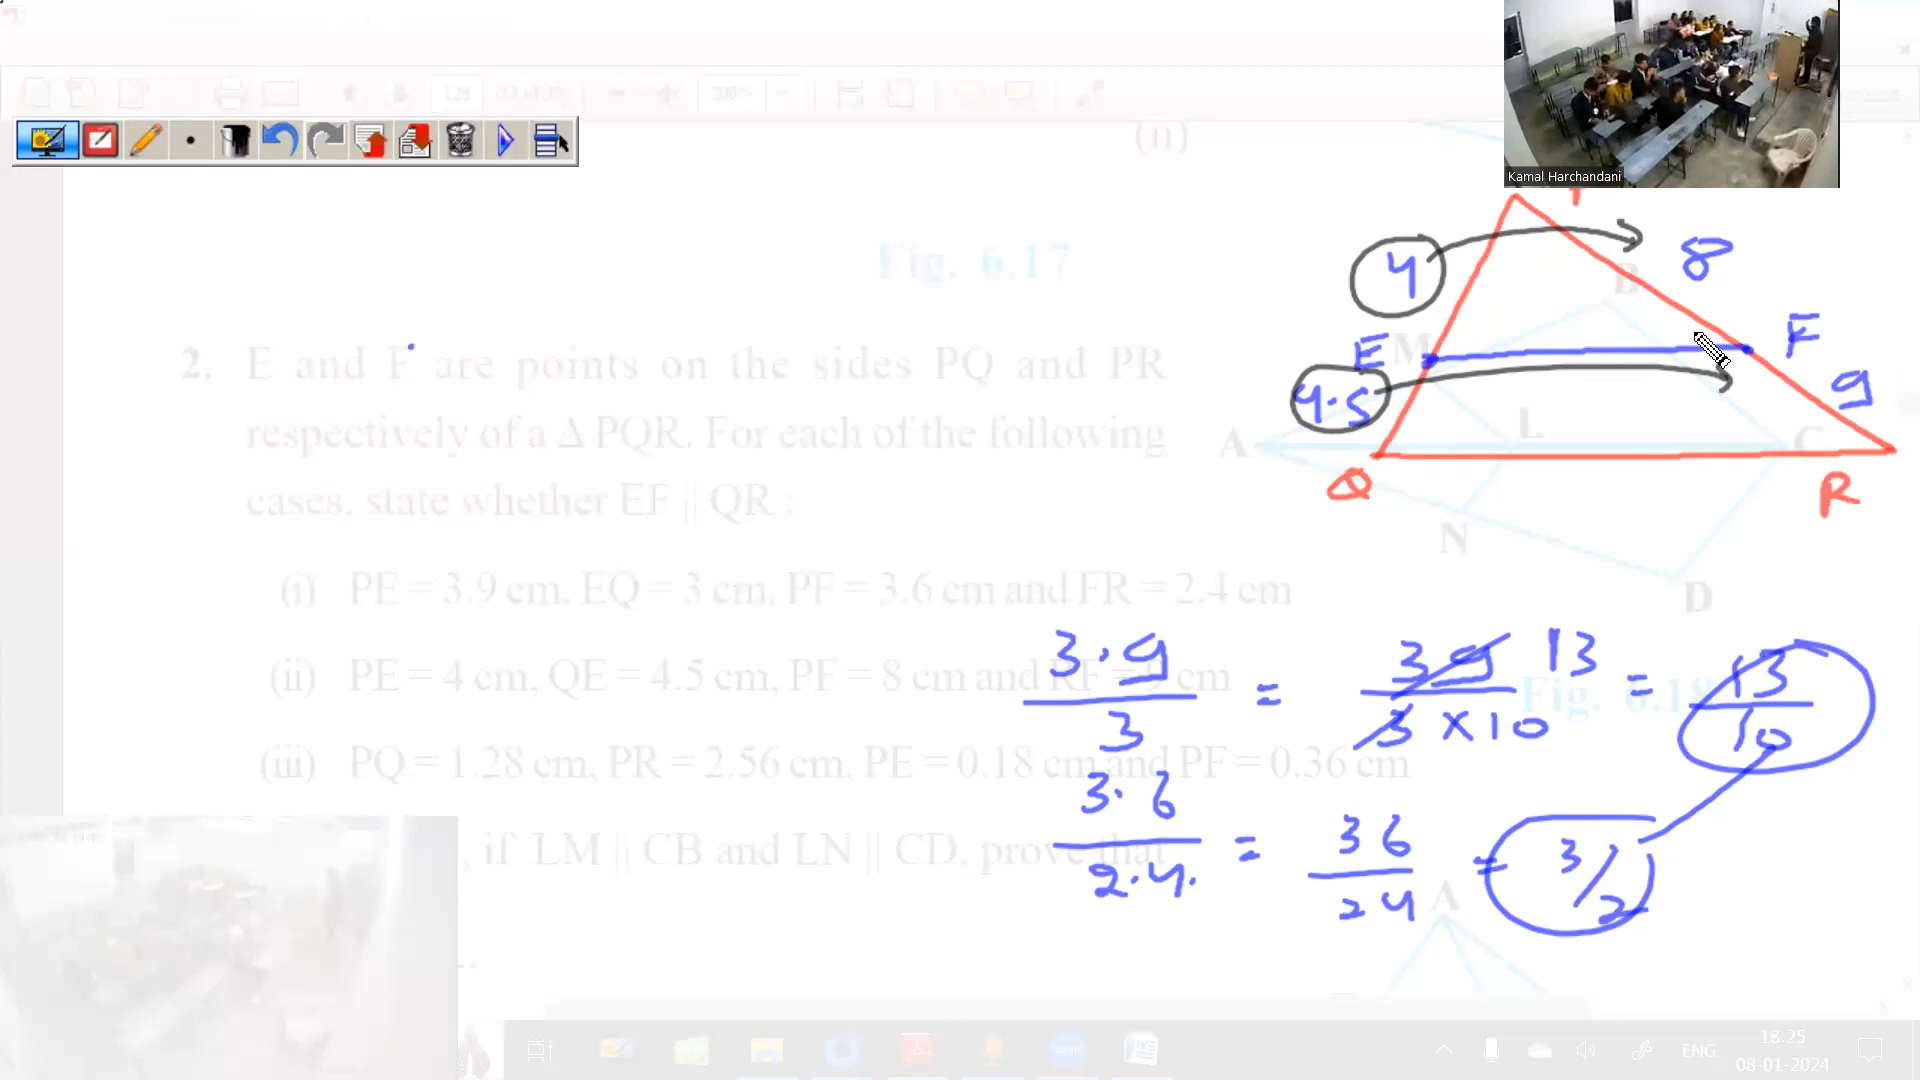 128
200%
(11)
Kamal Harchandani
4
8
B
Fig. 6.17
E
M
F
4.5
9
2. E and F are points on the sides PQ and PR
respectively of a Δ PQR. For each of the following
cases, state whether EF || QR :
A
L
C
Q
R
N
D
(i) PE = 3.9 cm, EQ = 3 cm, PF = 3.6 cm and FR = 2.4 cm
(ii) PE = 4 cm, QE = 4.5 cm, PF = 8 cm and RF = 9 cm
(iii) PQ = 1.28 cm, PR = 2.56 cm, PE = 0.18 cm and PF = 0.36 cm
Fig. 6.18
3.9 / 3 = 39 13 / 3 × 10 = 13 / 10
3.6 / 2.4. = 36 / 24 = 3/2
, if LM || CB and LN || CD, prove that
A
ENG
18:25
08-01-2024